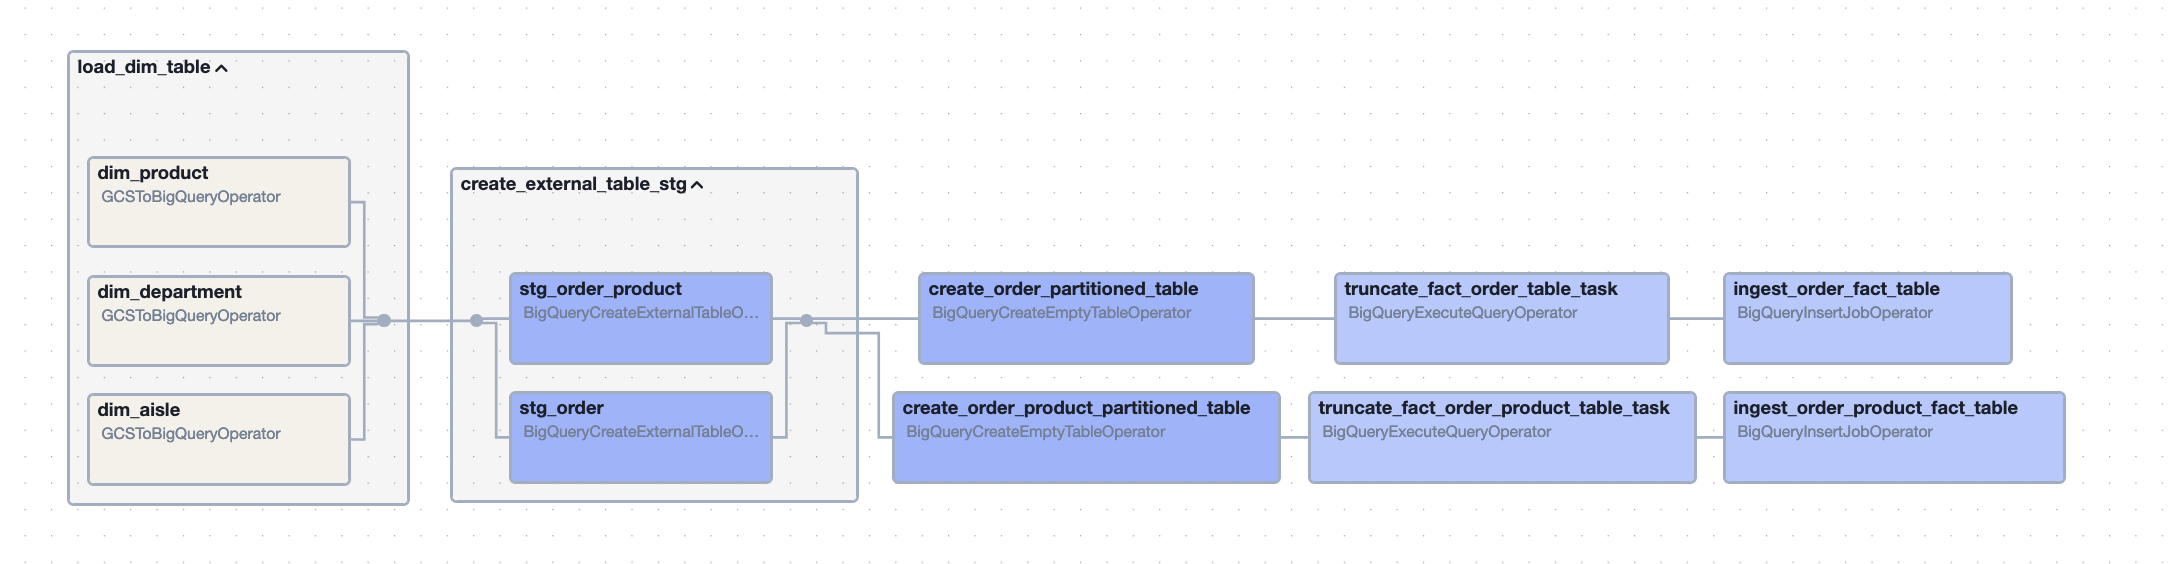 load_dim_table
dim_product
GCSToBigQueryOperator
dim_department
GCSToBigQueryOperator
dim_aisle
GCSToBigQueryOperator
create_external_table_stg
stg_order_product
BigQueryCreateExternalTableO...
stg_order
BigQueryCreateExternalTableO...
create_order_partitioned_table
BigQueryCreateEmptyTableOperator
truncate_fact_order_table_task
BigQueryExecuteQueryOperator
ingest_order_fact_table
BigQueryInsertJobOperator
create_order_product_partitioned_table
BigQueryCreateEmptyTableOperator
truncate_fact_order_product_table_task
BigQueryExecuteQueryOperator
ingest_order_product_fact_table
BigQueryInsertJobOperator